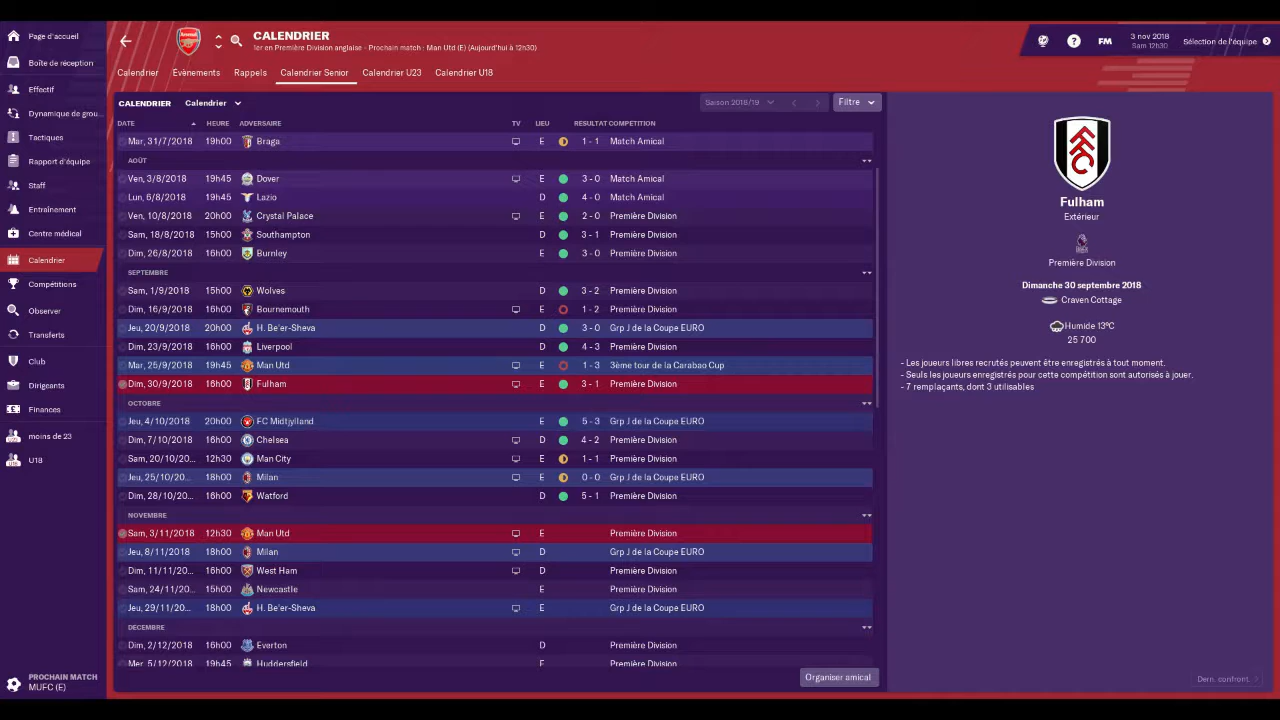 Page d'accueil
Boîte de réception
Effectif
Dynamique de grou...
Tactiques
Rapport d'équipe
Staff
Entraînement
Centre médical
Calendrier
Compétitions
Observer
Transferts
Club
Dirigeants
Finances
moins de 23
U18
PROCHAIN MATCH
MUFC (E)
CALENDRIER
1er en Première Division anglaise - Prochain match : Man Utd (E) (Aujourd'hui à 12h30)
FM
3 nov 2018
Sam 12h30
Sélection de l'équipe
Calendrier Evènements Rappels Calendrier Senior Calendrier U23 Calendrier U18
CALENDRIER Calendrier Saison 2018/19 Filtre
DATE HEURE ADVERSAIRE TV LIEU RESULTAT COMPETITION
Mar, 31/7/2018 19h00 Braga E 1 - 1 Match Amical
AOÛT
Ven, 3/8/2018 19h45 Dover E 3 - 0 Match Amical
Lun, 6/8/2018 19h45 Lazio D 4 - 0 Match Amical
Ven, 10/8/2018 20h00 Crystal Palace E 2 - 0 Première Division
Sam, 18/8/2018 15h00 Southampton D 3 - 1 Première Division
Dim, 26/8/2018 16h00 Burnley E 3 - 0 Première Division
SEPTEMBRE
Sam, 1/9/2018 15h00 Wolves D 3 - 2 Première Division
Dim, 16/9/2018 16h00 Bournemouth E 1 - 2 Première Division
Jeu, 20/9/2018 20h00 H. Be'er-Sheva D 3 - 0 Grp J de la Coupe EURO
Dim, 23/9/2018 16h00 Liverpool D 4 - 3 Première Division
Mar, 25/9/2018 19h45 Man Utd E 1 - 3 3ème tour de la Carabao Cup
Dim, 30/9/2018 16h00 Fulham E 3 - 1 Première Division
OCTOBRE
Jeu, 4/10/2018 20h00 FC Midtjylland E 5 - 3 Grp J de la Coupe EURO
Dim, 7/10/2018 16h00 Chelsea D 4 - 2 Première Division
Sam, 20/10/20... 12h30 Man City E 1 - 1 Première Division
Jeu, 25/10/20... 18h00 Milan E 0 - 0 Grp J de la Coupe EURO
Dim, 28/10/20... 16h00 Watford D 5 - 1 Première Division
NOVEMBRE
Sam, 3/11/2018 12h30 Man Utd E Première Division
Jeu, 8/11/2018 18h00 Milan D Grp J de la Coupe EURO
Dim, 11/11/20... 16h00 West Ham D Première Division
Sam, 24/11/20... 15h00 Newcastle E Première Division
Jeu, 29/11/20... 18h00 H. Be'er-Sheva E Grp J de la Coupe EURO
DÉCEMBRE
Dim, 2/12/2018 16h00 Everton D Première Division
Mer, 5/12/2018 19h45 Huddersfield E Première Division
Organiser amical
Fulham
Extérieur
Première Division
Dimanche 30 septembre 2018
Craven Cottage
Humide 13ºC
25 700
- Les joueurs libres recrutés peuvent être enregistrés à tout moment.
- Seuls les joueurs enregistrés pour cette compétition sont autorisés à jouer.
- 7 remplaçants, dont 3 utilisables
Dern. confront.